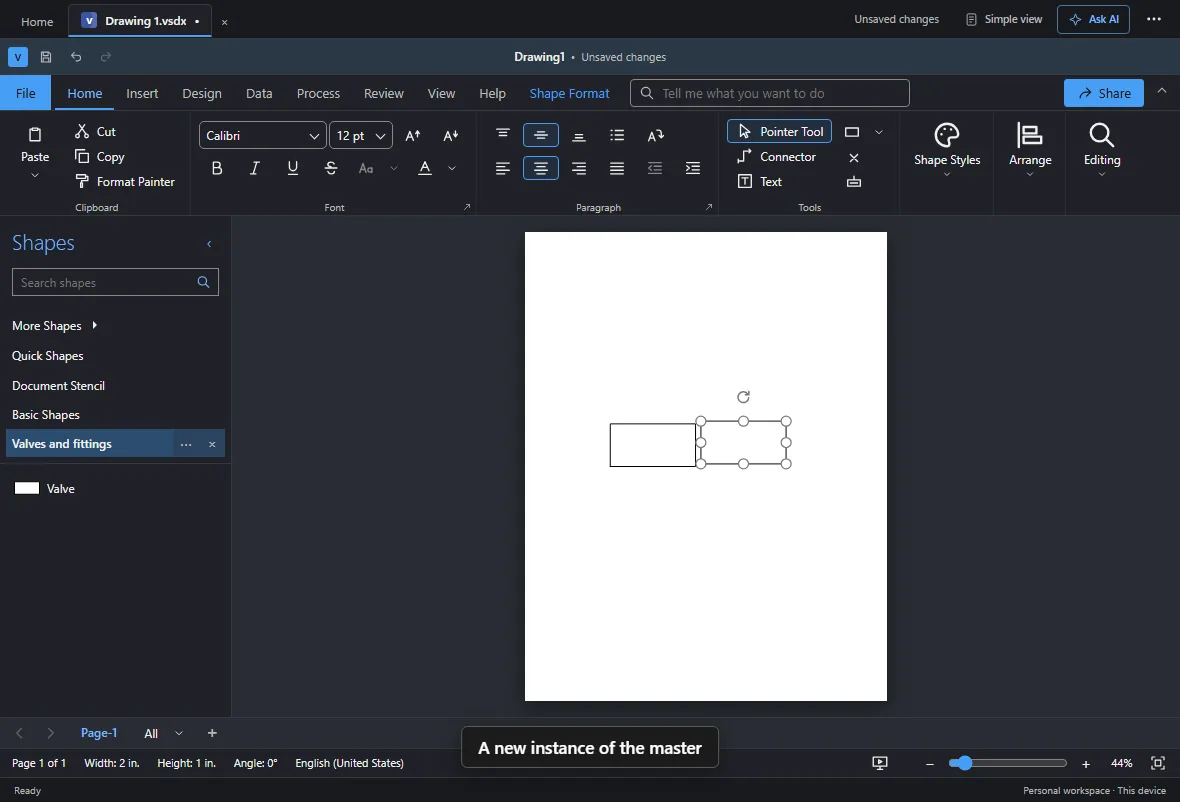 Home
Drawing 1.vsdx •
Unsaved changes
Simple view
Ask AI
Drawing1 • Unsaved changes
File
Home
Insert
Design
Data
Process
Review
View
Help
Shape Format
Tell me what you want to do
Share
Paste
Cut
Copy
Format Painter
Clipboard
Calibri
12 pt
Font
Paragraph
Pointer Tool
Connector
Text
Tools
Shape Styles
Arrange
Editing
Shapes
Search shapes
More Shapes
Quick Shapes
Document Stencil
Basic Shapes
Valves and fittings
Valve
Page-1
All
A new instance of the master
Page 1 of 1
Width: 2 in.
Height: 1 in.
Angle: 0°
English (United States)
44%
Ready
Personal workspace · This device